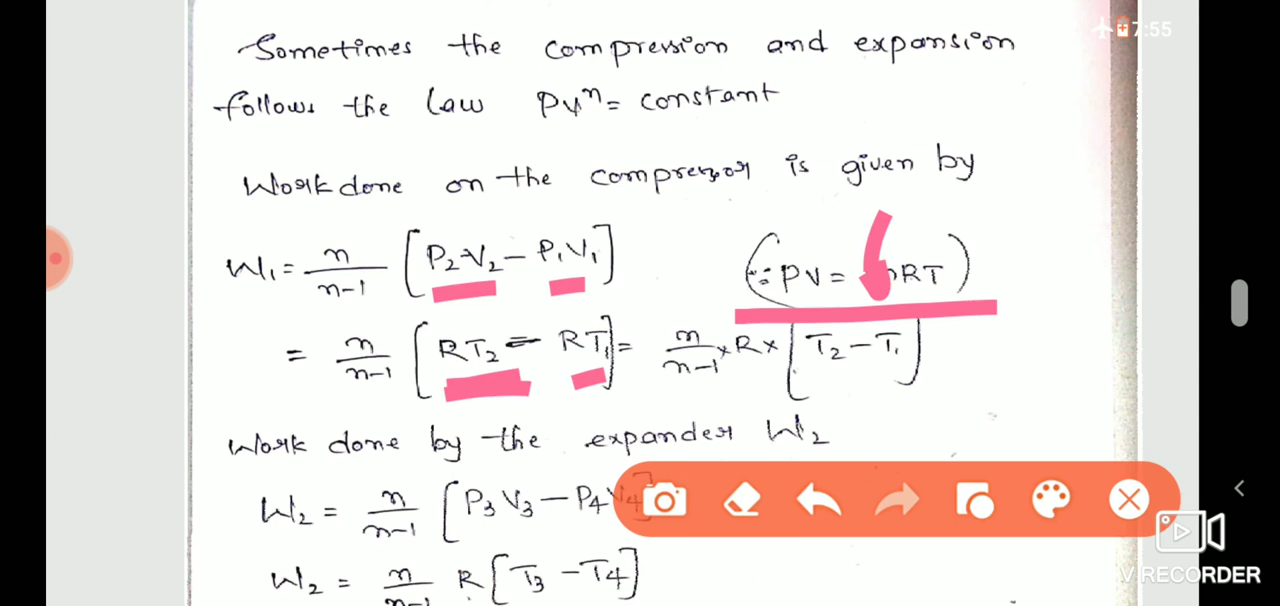 7:55
Sometimes the compression and expansion
follows the law PVⁿ = constant
Work done on the compressor is given by
W₁ = n/n-1 [P₂V₂ - P₁V₁] (∵ PV = RT)
= n/n-1 [RT₂ - RT₁] = n/n-1 × R × [T₂ - T₁]
Work done by the expander W₂
W₂ = n/n-1 [P₃V₃ - P₄V₄]
W₂ = n/n-1 R [T₃ - T₄]
V RECORDER